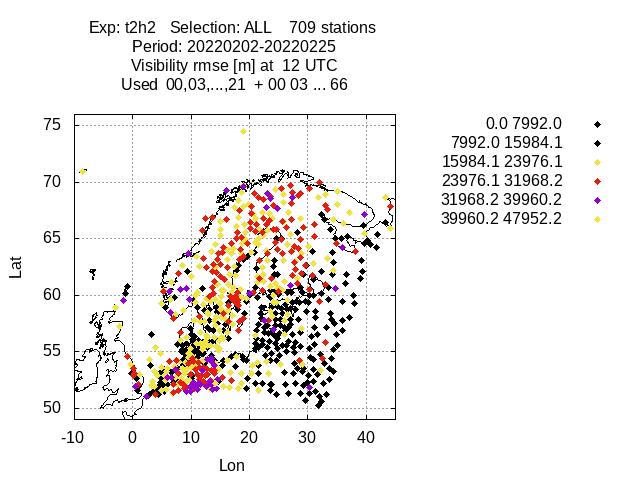 Exp: t2h2   Selection: ALL    709 stations
Period: 20220202-20220225
Visibility rmse [m] at  12 UTC
Used  00,03,...,21  + 00 03 ... 66
0.0 7992.0
7992.0 15984.1
15984.1 23976.1
23976.1 31968.2
31968.2 39960.2
39960.2 47952.2
75
70
65
60
55
50
Lat
-10 0 10 20 30 40
Lon